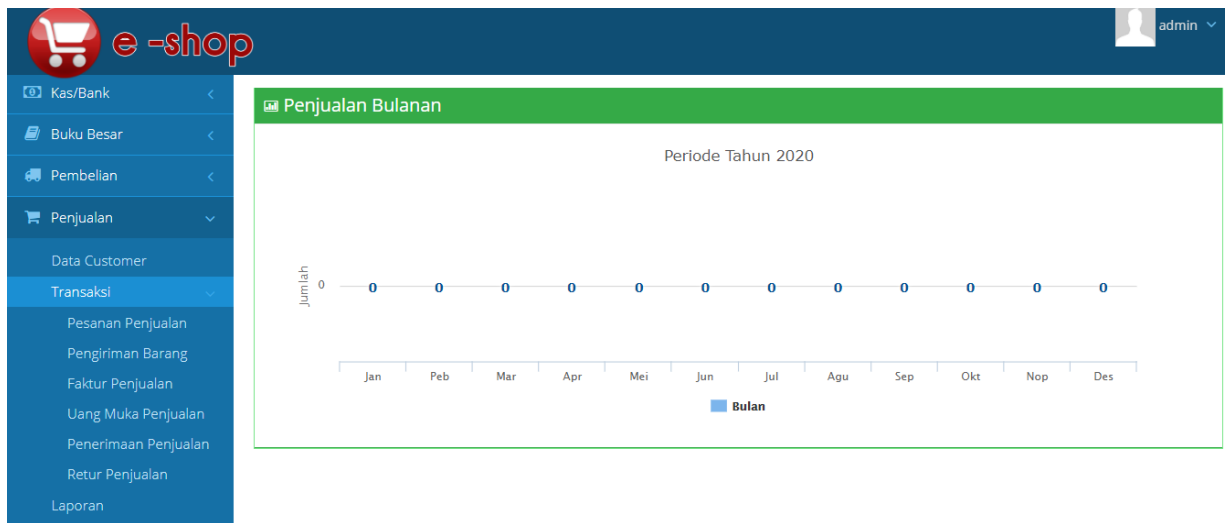 e -shop
admin
Kas/Bank
Buku Besar
Pembelian
Penjualan
Data Customer
Transaksi
Pesanan Penjualan
Pengiriman Barang
Faktur Penjualan
Uang Muka Penjualan
Penerimaan Penjualan
Retur Penjualan
Laporan
Penjualan Bulanan
Periode Tahun 2020
Jumlah
0
0 0 0 0 0 0 0 0 0 0 0 0
Jan Peb Mar Apr Mei Jun Jul Agu Sep Okt Nop Des
Bulan